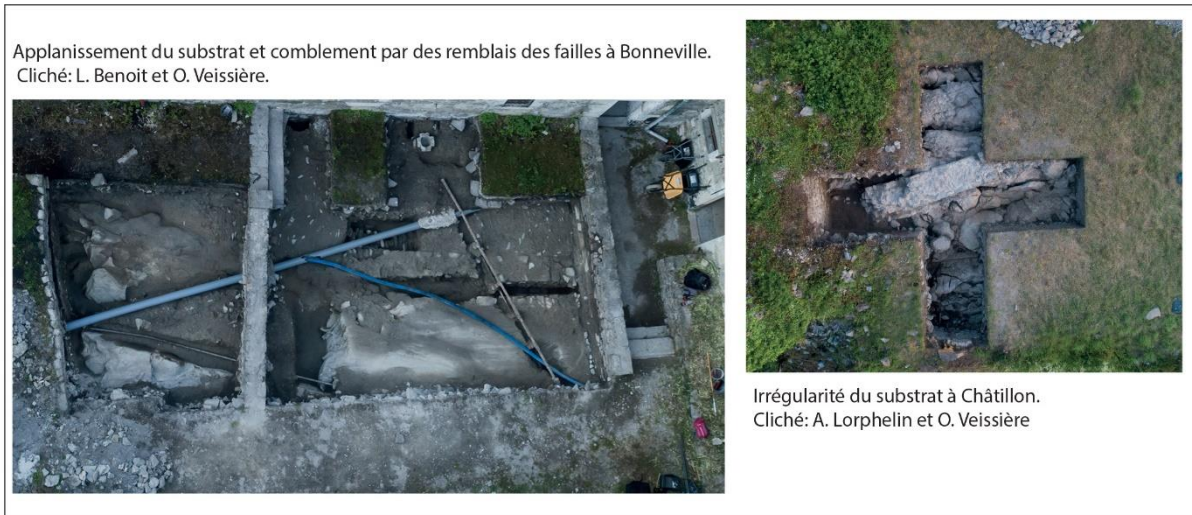 Applanissement du substrat et comblement par des remblais des failles à Bonneville.
Cliché: L. Benoit et O. Veissière.
Irrégularité du substrat à Châtillon.
Cliché: A. Lorphelin et O. Veissière